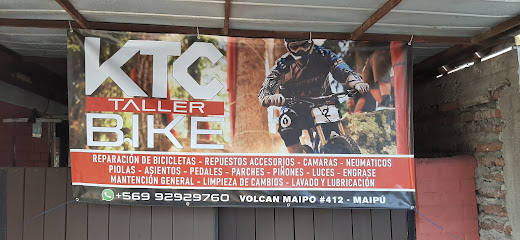 KTC
TALLER
BIKE
REPARACIÓN DE BICICLETAS - REPUESTOS ACCESORIOS - CAMARAS - NEUMATICOS
PIOLAS - ASIENTOS - PEDALES - PARCHES - PIÑONES - LUCES - ENGRASE
MANTENCIÓN GENERAL - LIMPIEZA DE CAMBIOS - LAVADO Y LUBRICACIÓN
+569 92929760 VOLCAN MAIPO #412 - MAIPÚ